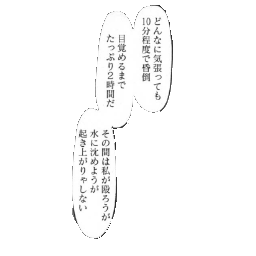 どんなに気張っても
10分程度で昏倒
目覚めるまで
たっぷり2時間だ
その間は私が殴ろうが
水に沈めようが
起き上がりゃしない